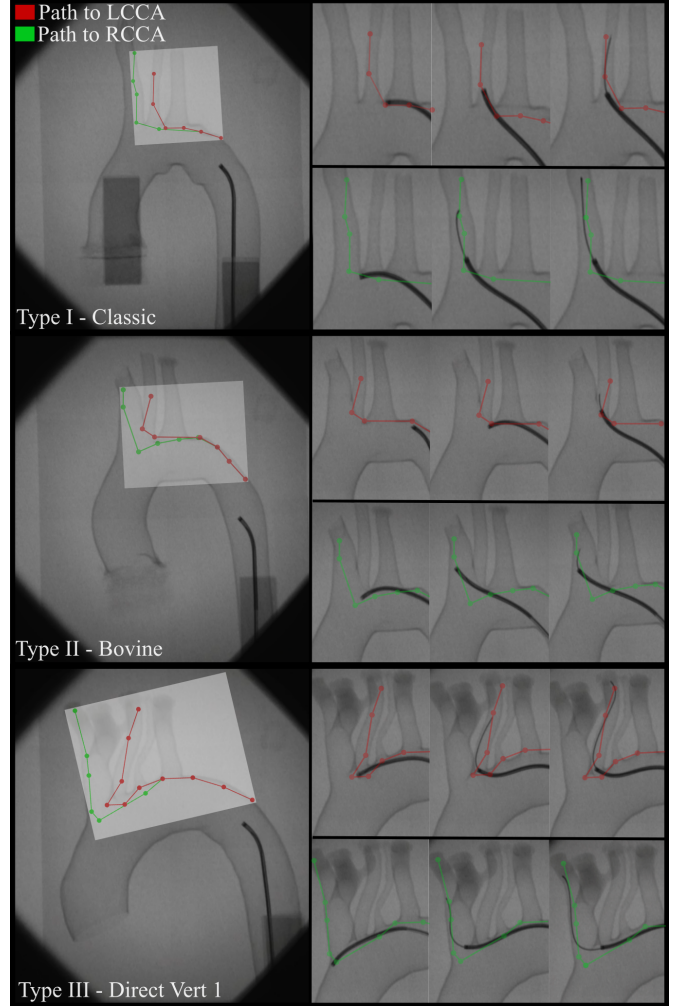 Path to LCCA
Path to RCCA
Type I - Classic
Type II - Bovine
Type III - Direct Vert 1